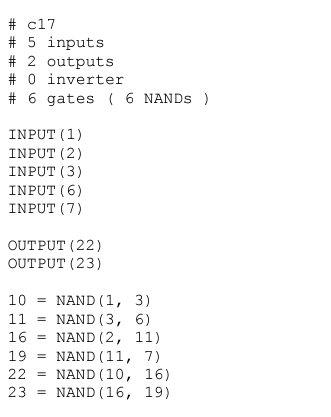 # c17
# 5 inputs
# 2 outputs
# 0 inverter
# 6 gates ( 6 NANDs )
INPUT(1)
INPUT(2)
INPUT(3)
INPUT(6)
INPUT(7)
OUTPUT(22)
OUTPUT(23)
10 = NAND(1, 3)
11 = NAND(3, 6)
16 = NAND(2, 11)
19 = NAND(11, 7)
22 = NAND(10, 16)
23 = NAND(16, 19)